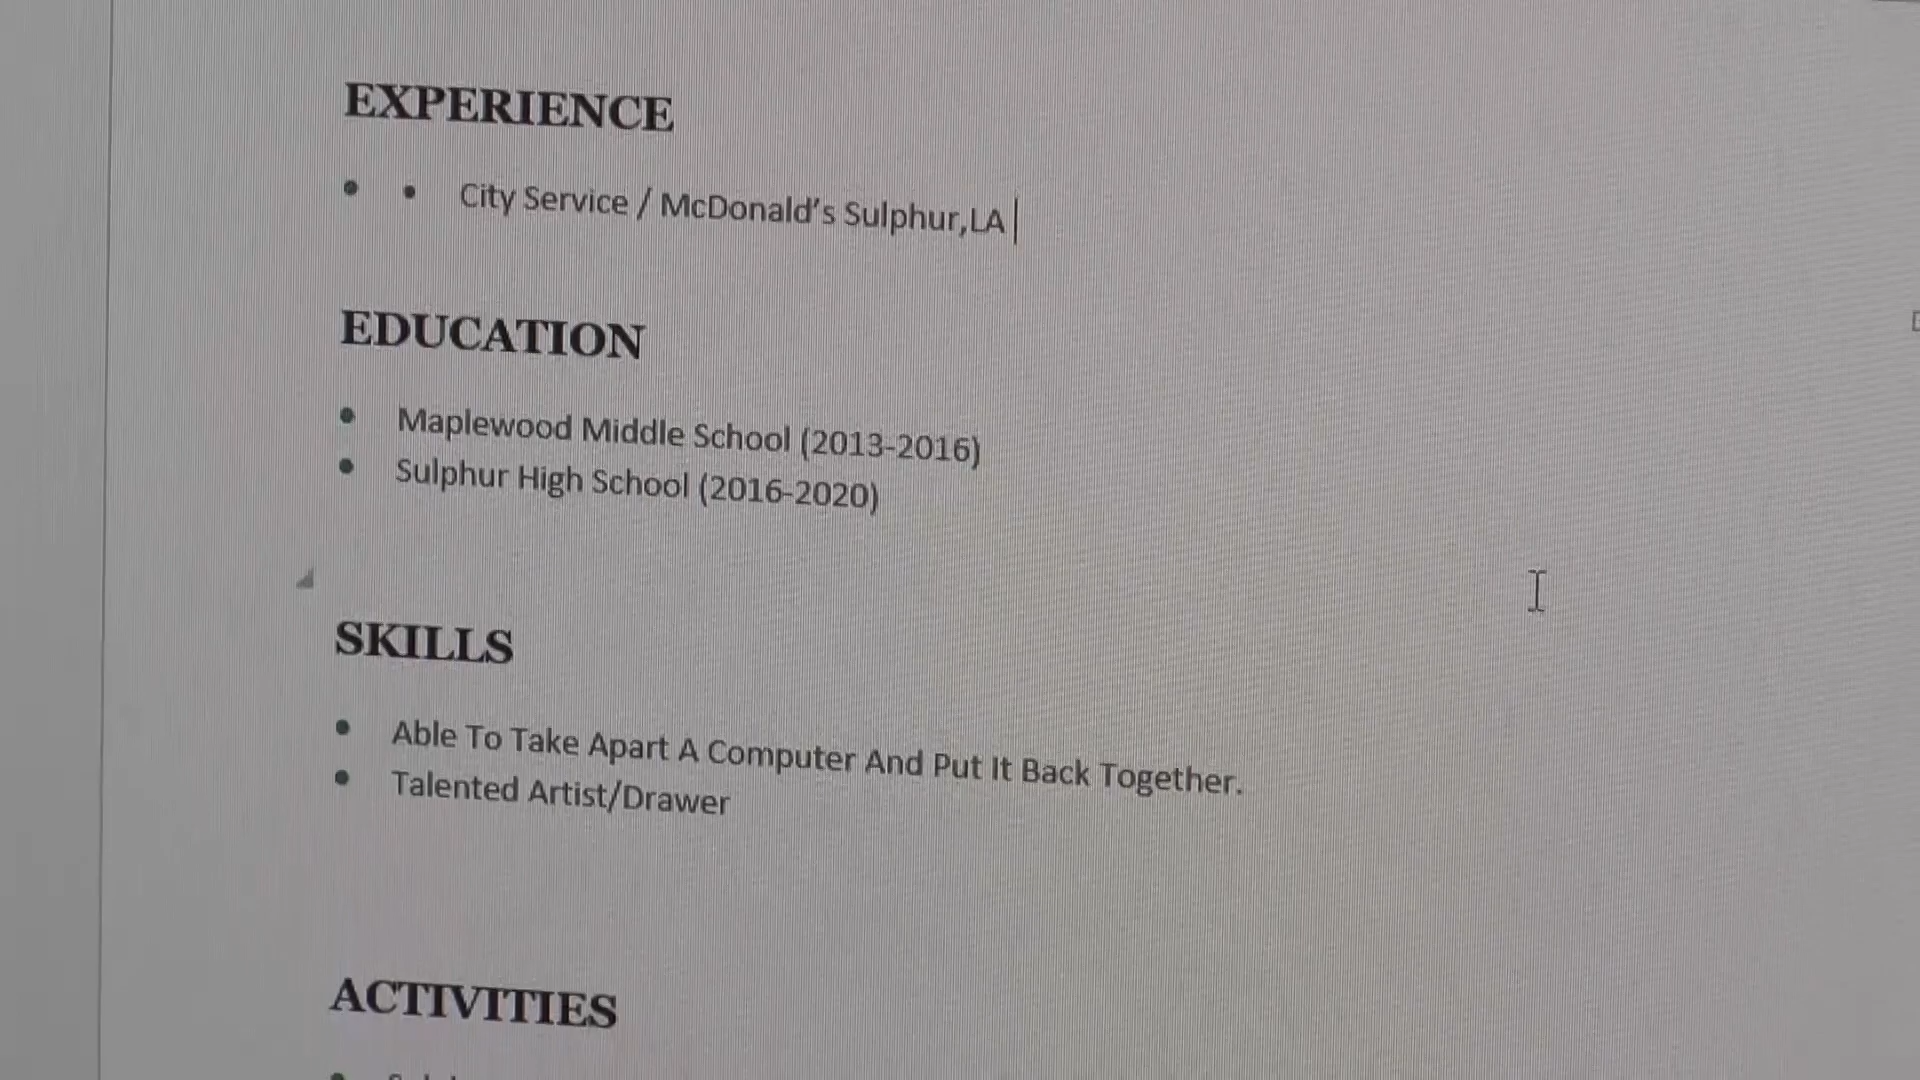 EXPERIENCE
• • City Service / McDonald's Sulphur,LA
EDUCATION
• Maplewood Middle School (2013-2016)
• Sulphur High School (2016-2020)
SKILLS
• Able To Take Apart A Computer And Put It Back Together.
• Talented Artist/Drawer
ACTIVITIES